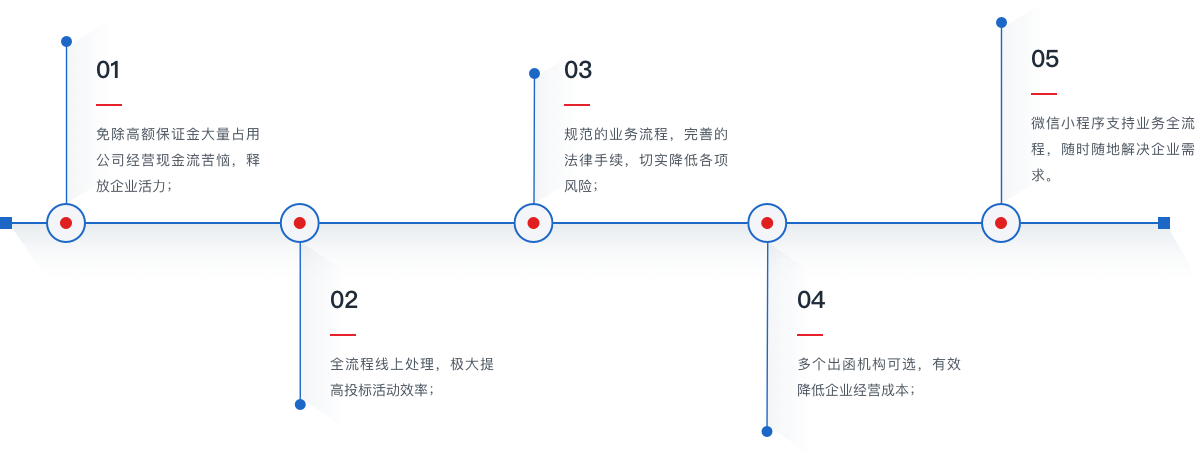 01
免除高额保证金大量占用
公司经营现金流苦恼，释
放企业活力；
02
全流程线上处理，极大提
高投标活动效率；
03
规范的业务流程，完善的
法律手续，切实降低各项
风险；
04
多个出函机构可选，有效
降低企业经营成本；
05
微信小程序支持业务全流
程，随时随地解决企业需
求。